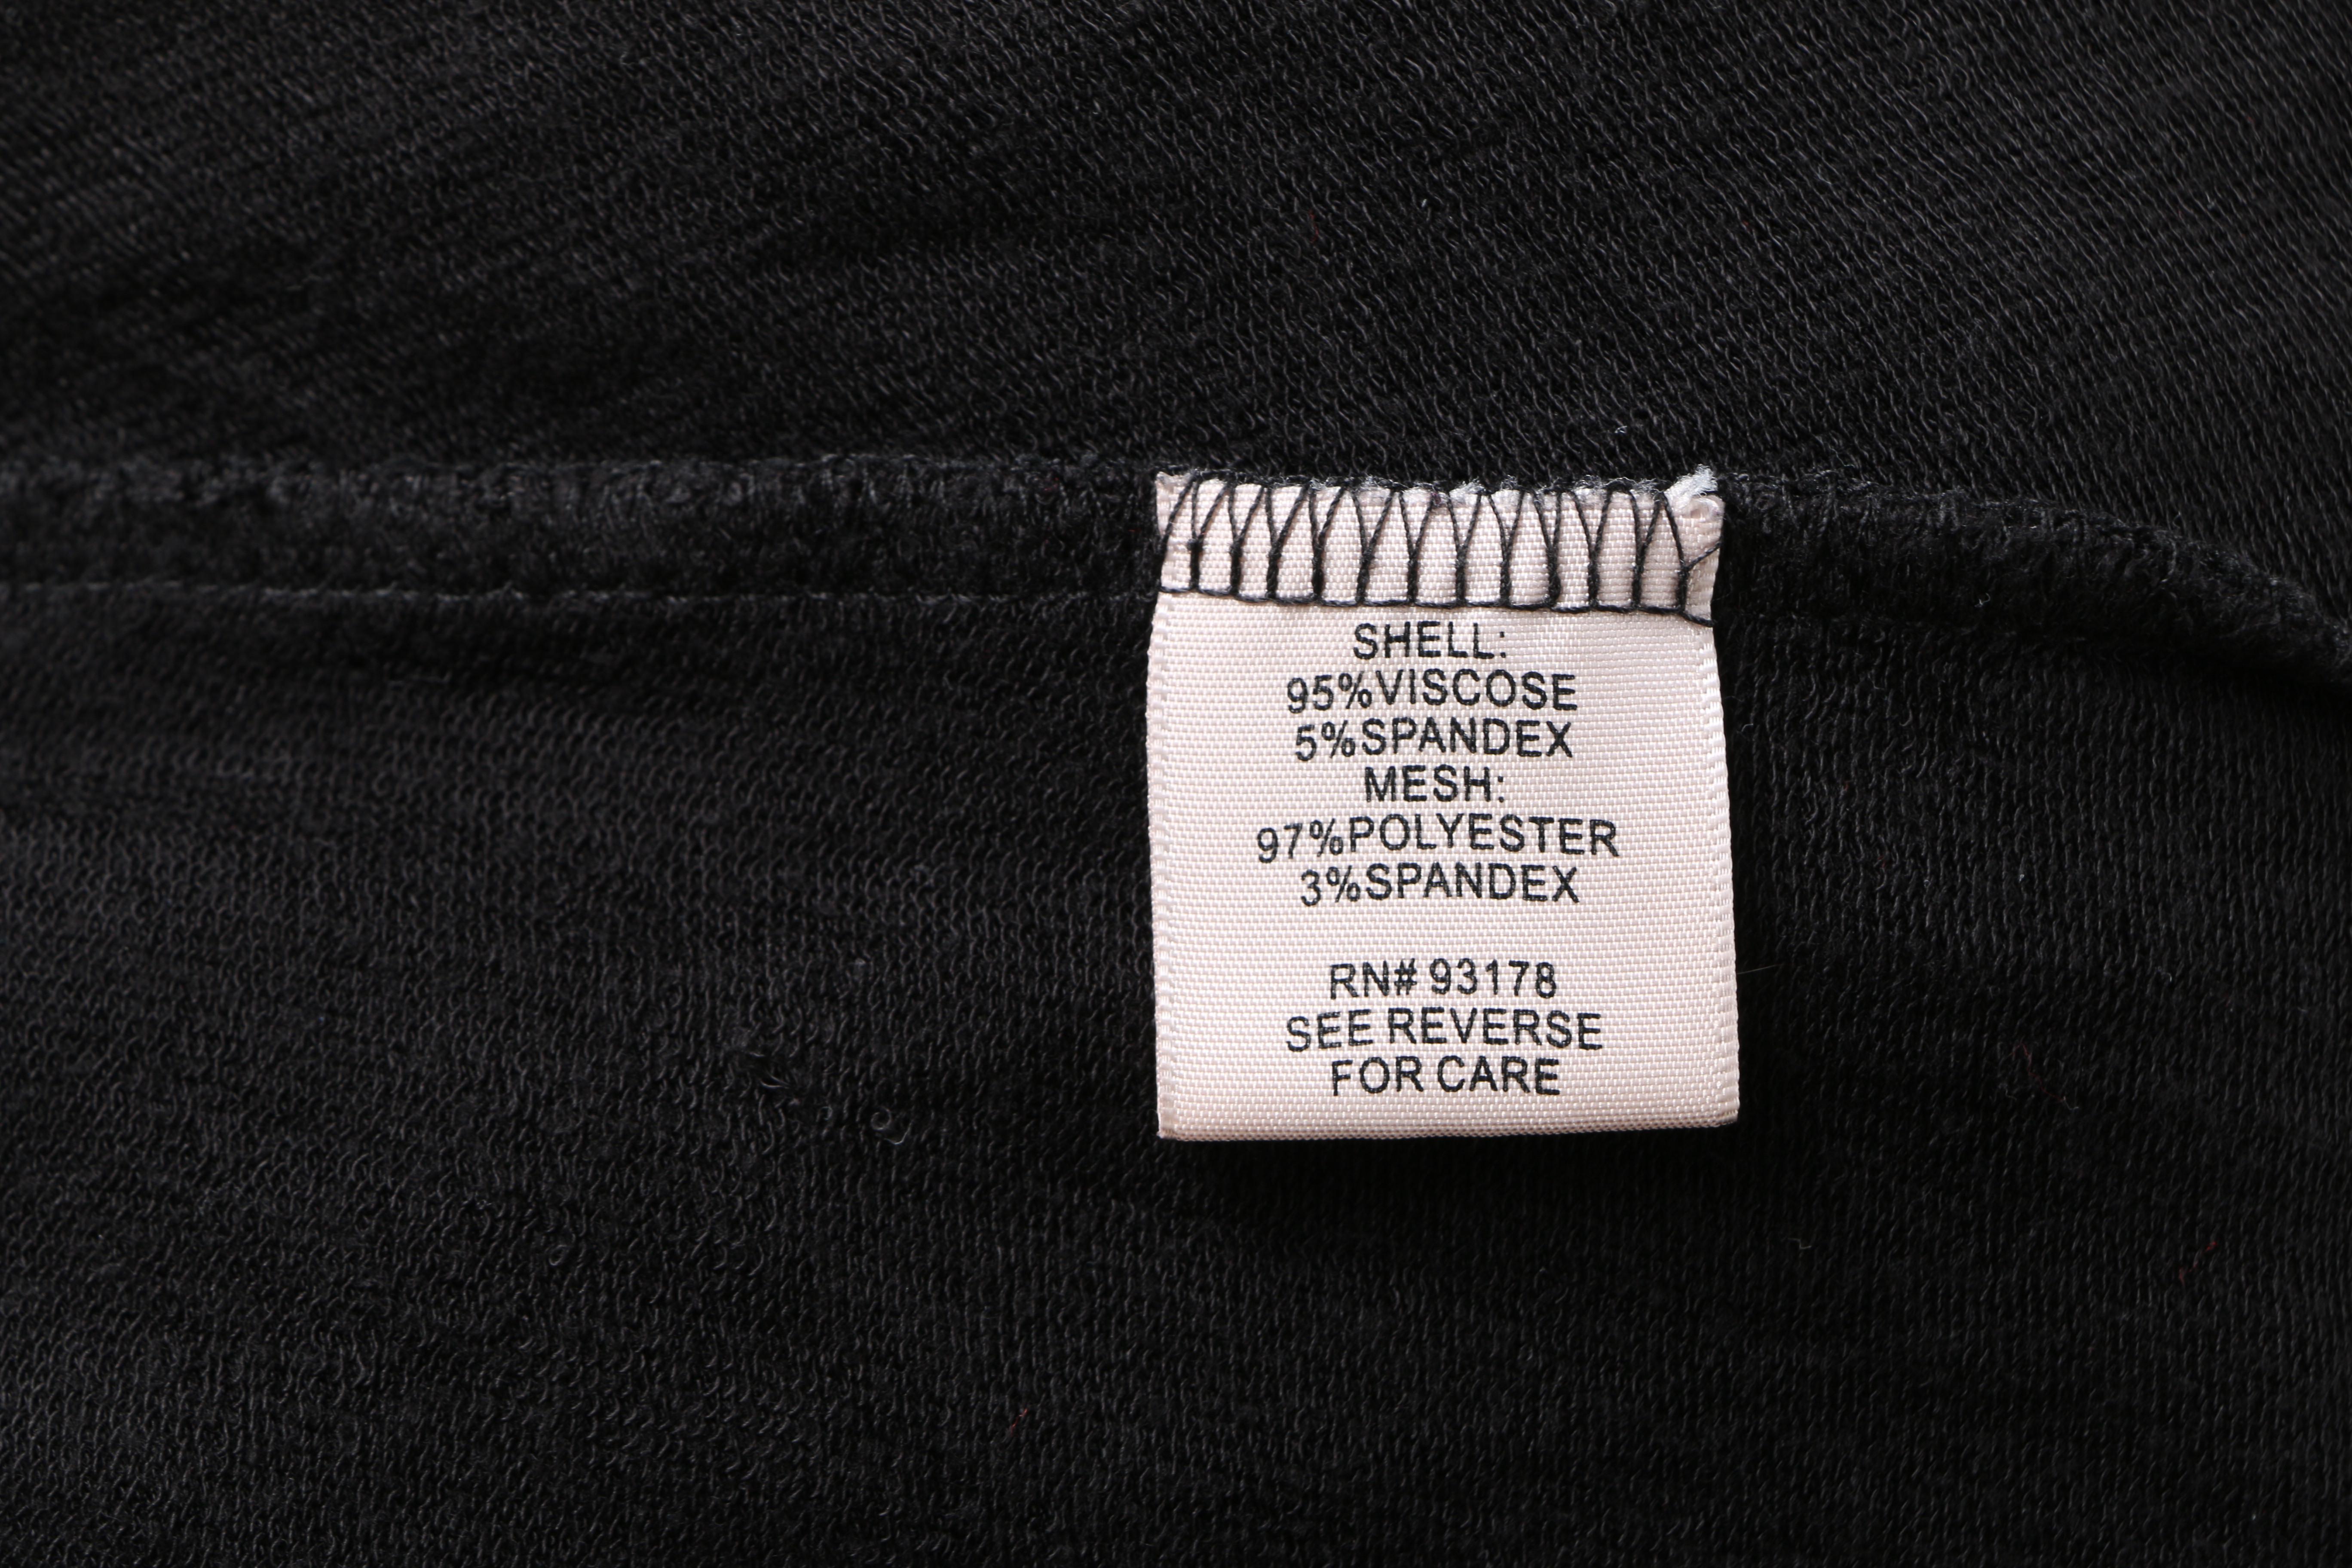 SHELL:
95%VISCOSE
5%SPANDEX
MESH:
97%POLYESTER
3%SPANDEX
RN# 93178
SEE REVERSE
FOR CARE